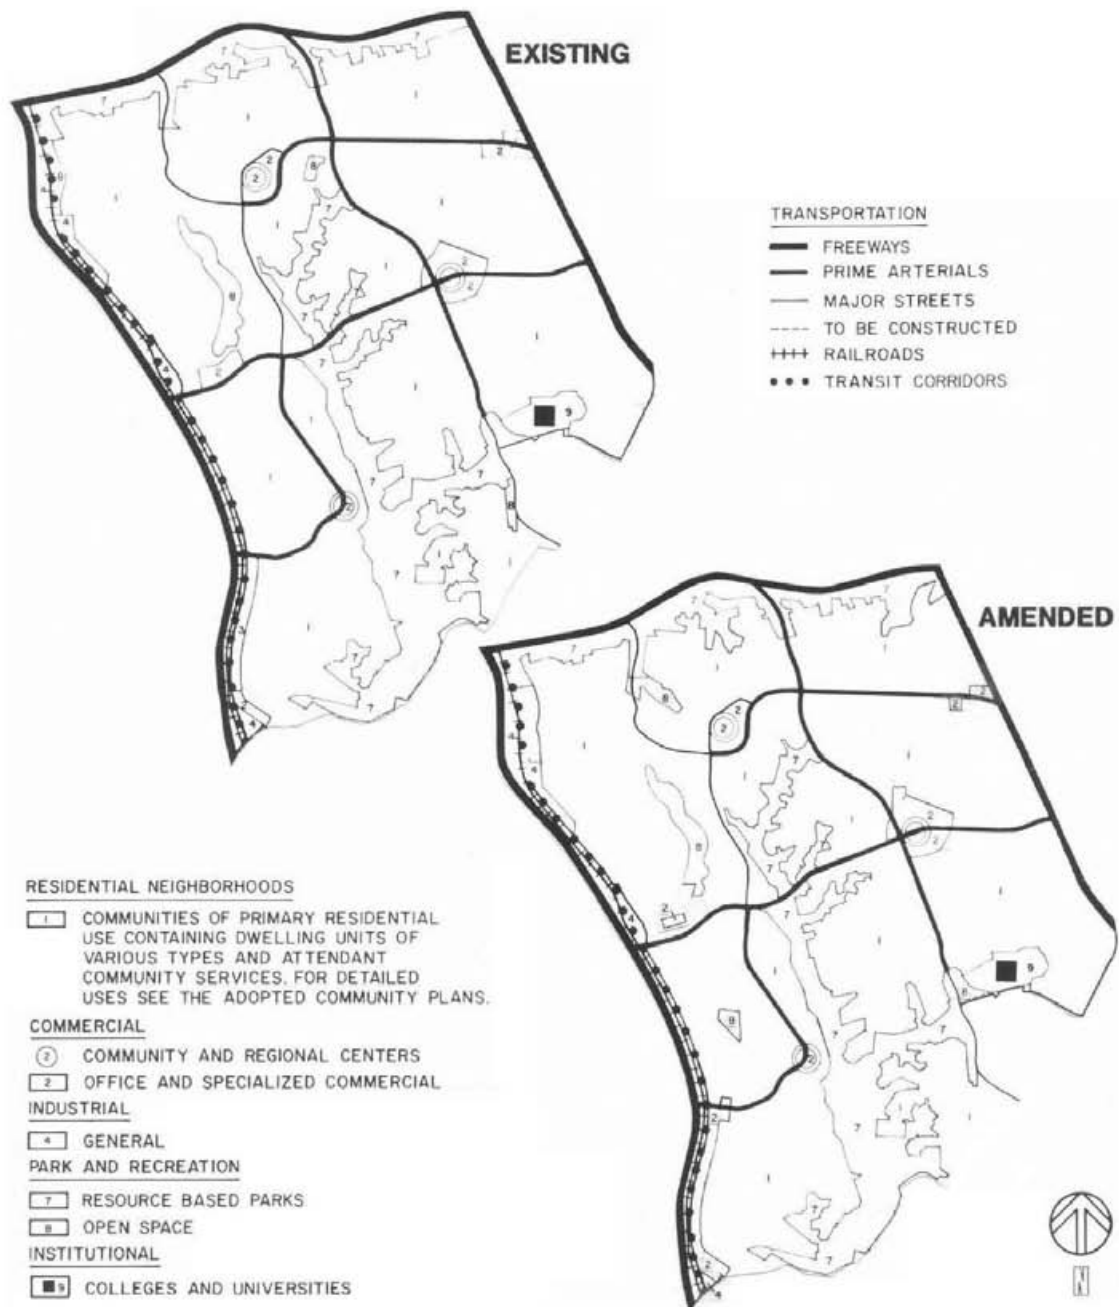 EXISTING
TRANSPORTATION
FREEWAYS
PRIME ARTERIALS
MAJOR STREETS
TO BE CONSTRUCTED
RAILROADS
TRANSIT CORRIDORS
AMENDED
RESIDENTIAL NEIGHBORHOODS
1 COMMUNITIES OF PRIMARY RESIDENTIAL
USE CONTAINING DWELLING UNITS OF
VARIOUS TYPES AND ATTENDANT
COMMUNITY SERVICES. FOR DETAILED
USES SEE THE ADOPTED COMMUNITY PLANS.
COMMERCIAL
2 COMMUNITY AND REGIONAL CENTERS
2 OFFICE AND SPECIALIZED COMMERCIAL
INDUSTRIAL
4 GENERAL
PARK AND RECREATION
7 RESOURCE BASED PARKS
8 OPEN SPACE
INSTITUTIONAL
9 COLLEGES AND UNIVERSITIES